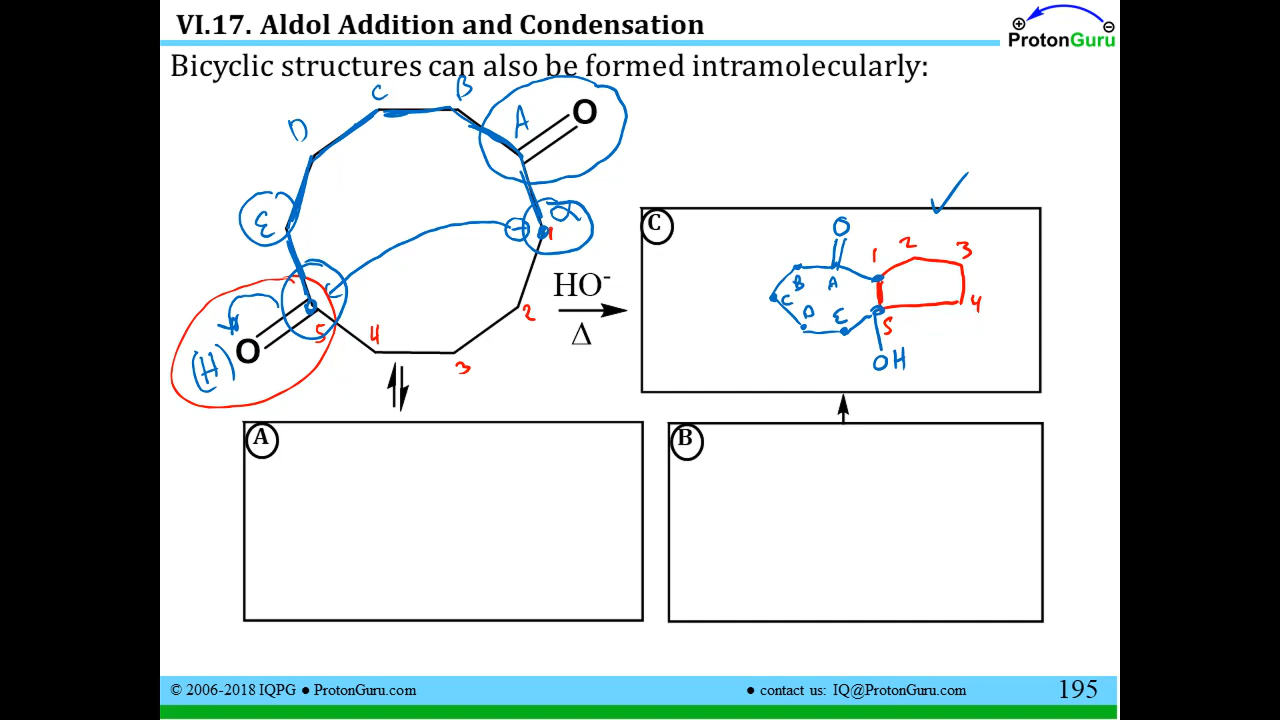 VI.17. Aldol Addition and Condensation
ProtonGuru
Bicyclic structures can also be formed intramolecularly:
C
B
D
A
O
E
α
1
5
4
2
3
O
(H)
HO⁻
Δ
C
O
1
2
3
B
A
C
D
E
4
5
OH
A
B
© 2006-2018 IQPG ● ProtonGuru.com
● contact us: IQ@ProtonGuru.com
195